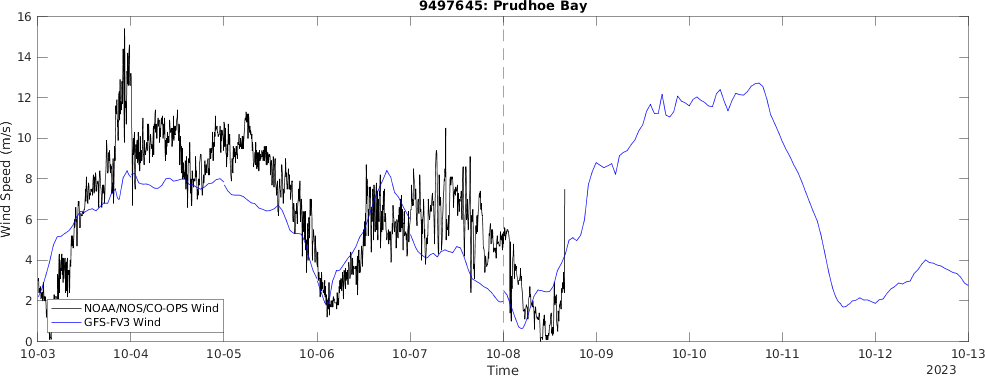 9497645: Prudhoe Bay
Wind Speed (m/s)
16
14
12
10
8
6
4
2
0
NOAA/NOS/CO-OPS Wind
GFS-FV3 Wind
10-03 10-04 10-05 10-06 10-07 10-08 10-09 10-10 10-11 10-12 10-13
Time
2023